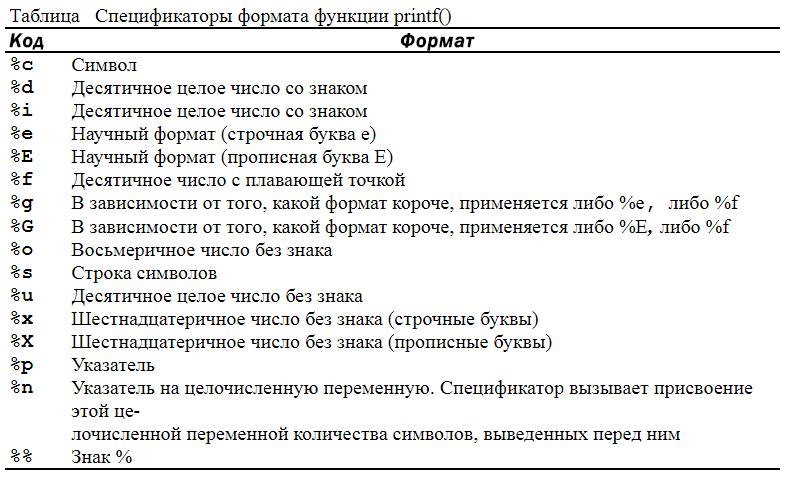 Таблица Спецификаторы формата функции printf()
Код Формат
%c Символ
%d Десятичное целое число со знаком
%i Десятичное целое число со знаком
%e Научный формат (строчная буква е)
%E Научный формат (прописная буква Е)
%f Десятичное число с плавающей точкой
%g В зависимости от того, какой формат короче, применяется либо %e, либо %f
%G В зависимости от того, какой формат короче, применяется либо %E, либо %f
%o Восьмеричное число без знака
%s Строка символов
%u Десятичное целое число без знака
%x Шестнадцатеричное число без знака (строчные буквы)
%X Шестнадцатеричное число без знака (прописные буквы)
%p Указатель
%n Указатель на целочисленную переменную. Спецификатор вызывает присвоение
этой це-
лочисленной переменной количества символов, выведенных перед ним
%% Знак %